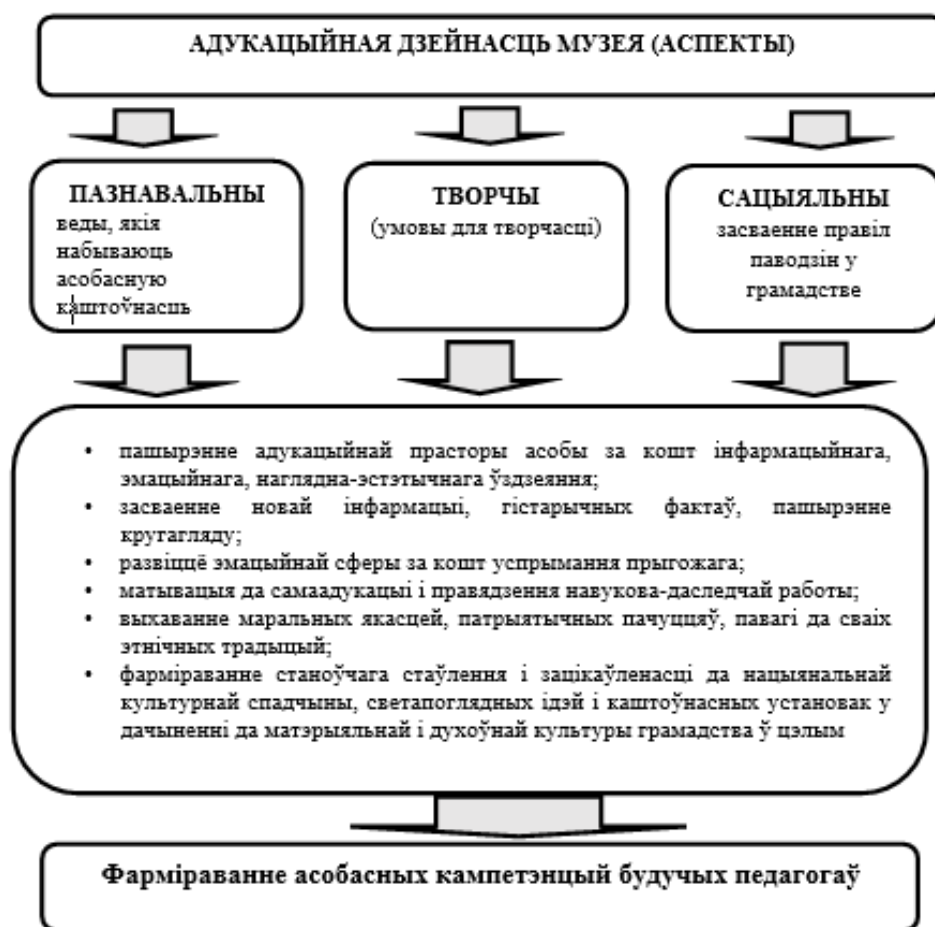 АДУКАЦЫЙНАЯ ДЗЕЙНАСЦЬ МУЗЕЯ (АСПЕКТЫ)
ПАЗНАВАЛЬНЫ
веды, якія
набываюць
асобасную
каштоўнасць
ТВОРЧЫ
(умовы для творчасці)
САЦЫЯЛЬНЫ
засваенне правіл
паводзін у
грамадстве
• пашырэнне адукацыйнай прасторы асобы за кошт інфармацыйнага,
эмацыйнага, наглядна-эстэтычнага ўздзеяння;
• засваенне новай інфармацыі, гістарычных фактаў, пашырэнне
кругагляду;
• развіццё эмацыйнай сферы за кошт успрымання прыгожага;
• матывацыя да самаадукацыі і правядзення навукова-даследчай работы;
• выхаванне маральных якасцей, патрыятычных пачуццяў, павагі да сваіх
этнічных традыцый;
• фарміраванне станоўчага стаўлення і зацікаўленасці да нацыянальнай
культурнай спадчыны, светапоглядных ідэй і каштоўнасных установак у
дачыненні да матэрыяльнай і духоўнай культуры грамадства ў цэлым
Фарміраванне асобасных кампетэнцый будучых педагогаў